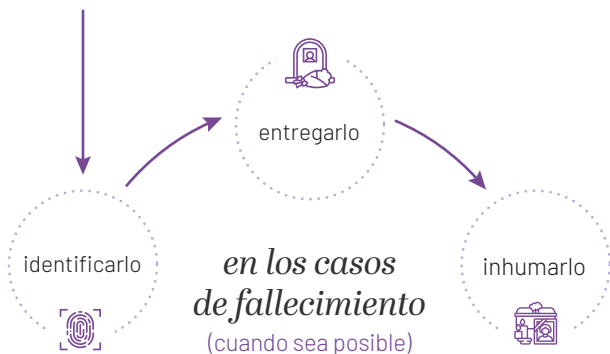 entregarlo
identificarlo
en los casos
de fallecimiento
(cuando sea posible)
inhumarlo